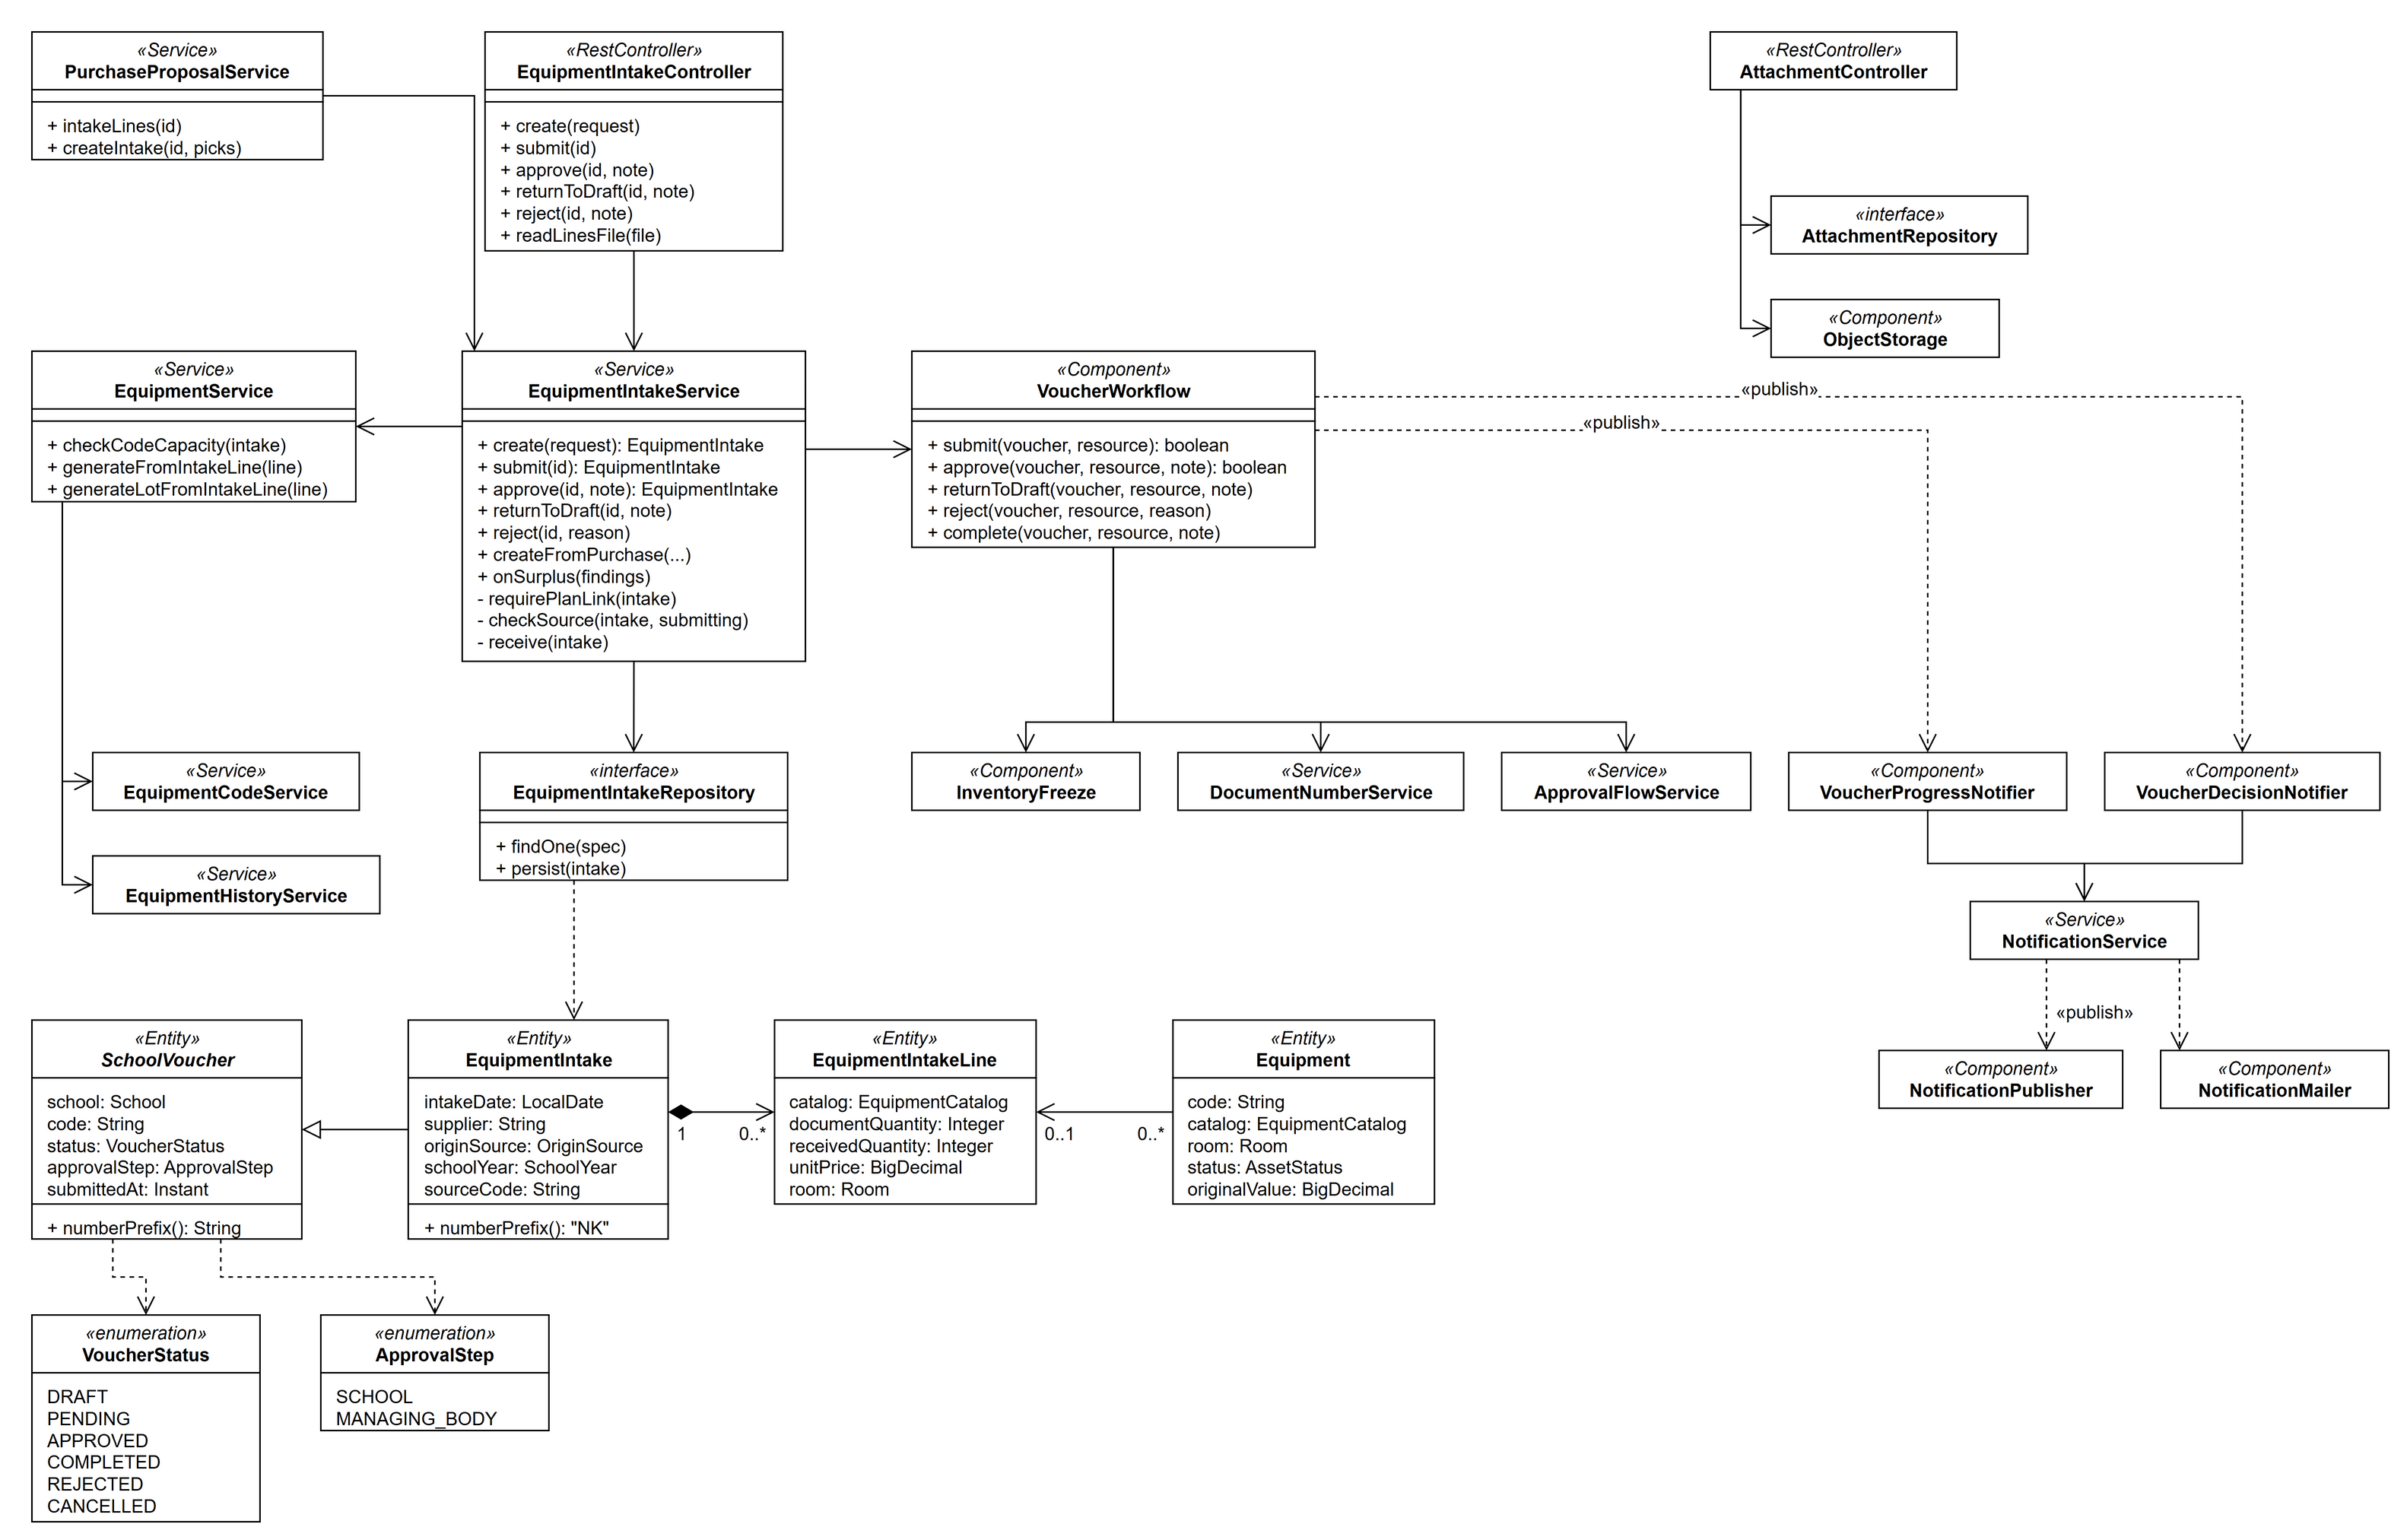 «Service»
PurchaseProposalService
+ intakeLines(id)
+ createIntake(id, picks)
«RestController»
EquipmentIntakeController
+ create(request)
+ submit(id)
+ approve(id, note)
+ returnToDraft(id, note)
+ reject(id, note)
+ readLinesFile(file)
«RestController»
AttachmentController
«interface»
AttachmentRepository
«Component»
ObjectStorage
«Service»
EquipmentService
+ checkCodeCapacity(intake)
+ generateFromIntakeLine(line)
+ generateLotFromIntakeLine(line)
«Service»
EquipmentIntakeService
+ create(request): EquipmentIntake
+ submit(id): EquipmentIntake
+ approve(id, note): EquipmentIntake
+ returnToDraft(id, note)
+ reject(id, reason)
+ createFromPurchase(...)
+ onSurplus(findings)
- requirePlanLink(intake)
- checkSource(intake, submitting)
- receive(intake)
«Component»
VoucherWorkflow
+ submit(voucher, resource): boolean
+ approve(voucher, resource, note): boolean
+ returnToDraft(voucher, resource, note)
+ reject(voucher, resource, reason)
+ complete(voucher, resource, note)
«publish»
«publish»
«Service»
EquipmentCodeService
«Service»
EquipmentHistoryService
«interface»
EquipmentIntakeRepository
+ findOne(spec)
+ persist(intake)
«Component»
InventoryFreeze
«Service»
DocumentNumberService
«Service»
ApprovalFlowService
«Component»
VoucherProgressNotifier
«Component»
VoucherDecisionNotifier
«Service»
NotificationService
«publish»
«Component»
NotificationPublisher
«Component»
NotificationMailer
«Entity»
SchoolVoucher
school: School
code: String
status: VoucherStatus
approvalStep: ApprovalStep
submittedAt: Instant
+ numberPrefix(): String
«Entity»
EquipmentIntake
intakeDate: LocalDate
supplier: String
originSource: OriginSource
schoolYear: SchoolYear
sourceCode: String
+ numberPrefix(): "NK"
1
0..*
«Entity»
EquipmentIntakeLine
catalog: EquipmentCatalog
documentQuantity: Integer
receivedQuantity: Integer
unitPrice: BigDecimal
room: Room
0..1
0..*
«Entity»
Equipment
code: String
catalog: EquipmentCatalog
room: Room
status: AssetStatus
originalValue: BigDecimal
«enumeration»
VoucherStatus
DRAFT
PENDING
APPROVED
COMPLETED
REJECTED
CANCELLED
«enumeration»
ApprovalStep
SCHOOL
MANAGING_BODY